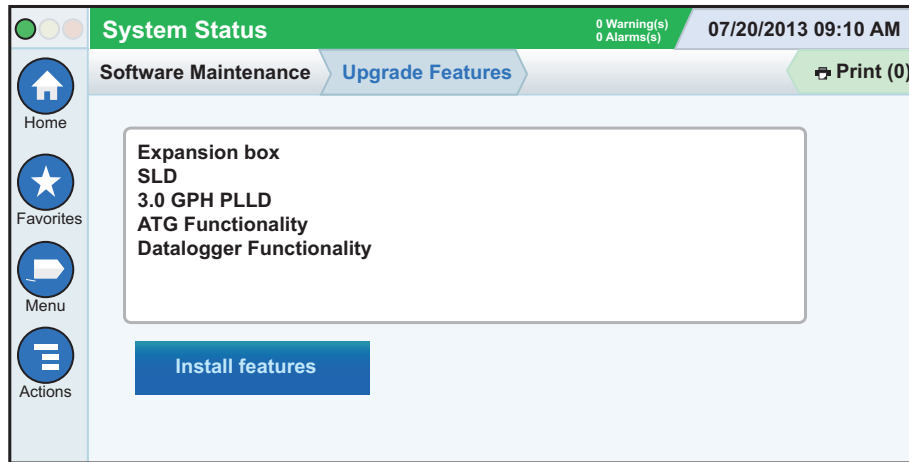 System Status
0 Warning(s)
0 Alarms(s)
07/20/2013 09:10 AM
Software Maintenance
Upgrade Features
Print (0)
Home
Favorites
Menu
Actions
Expansion box
SLD
3.0 GPH PLLD
ATG Functionality
Datalogger Functionality
Install features